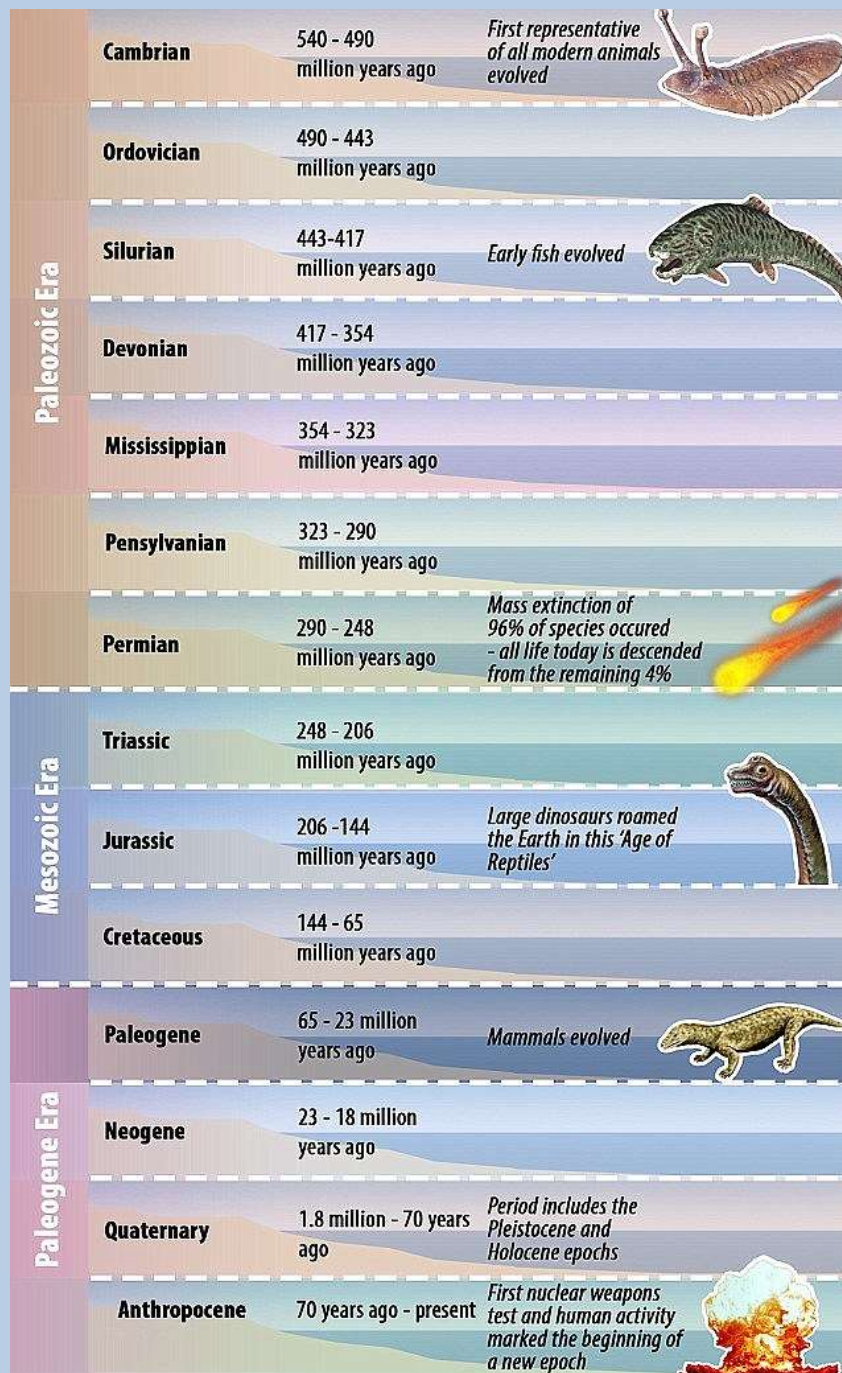 Paleozoic Era
Cambrian
540 - 490
million years ago
First representative
of all modern animals
evolved
Ordovician
490 - 443
million years ago
Silurian
443-417
million years ago
Early fish evolved
Devonian
417 - 354
million years ago
Mississippian
354 - 323
million years ago
Pensylvanian
323 - 290
million years ago
Permian
290 - 248
million years ago
Mass extinction of
96% of species occured
- all life today is descended
from the remaining 4%
Mesozoic Era
Triassic
248 - 206
million years ago
Jurassic
206 -144
million years ago
Large dinosaurs roamed
the Earth in this ‘Age of
Reptiles’
Cretaceous
144 - 65
million years ago
Paleogene Era
Paleogene
65 - 23 million
years ago
Mammals evolved
Neogene
23 - 18 million
years ago
Quaternary
1.8 million - 70 years
ago
Period includes the
Pleistocene and
Holocene epochs
Anthropocene
70 years ago - present
First nuclear weapons
test and human activity
marked the beginning of
a new epoch